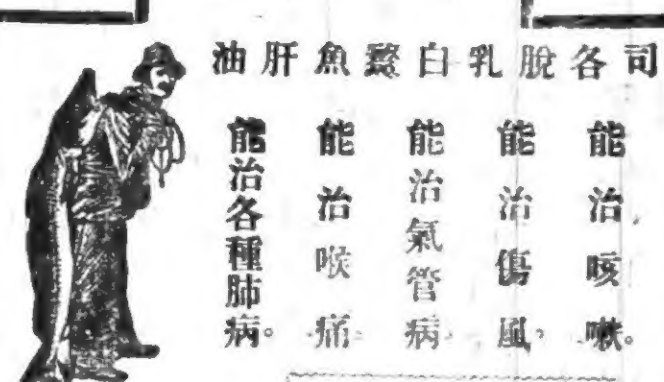 司各脫乳白鰵魚肝油
能治咳嗽。
能治傷風。
能治氣管病。
能治喉痛。
能治各種肺病。